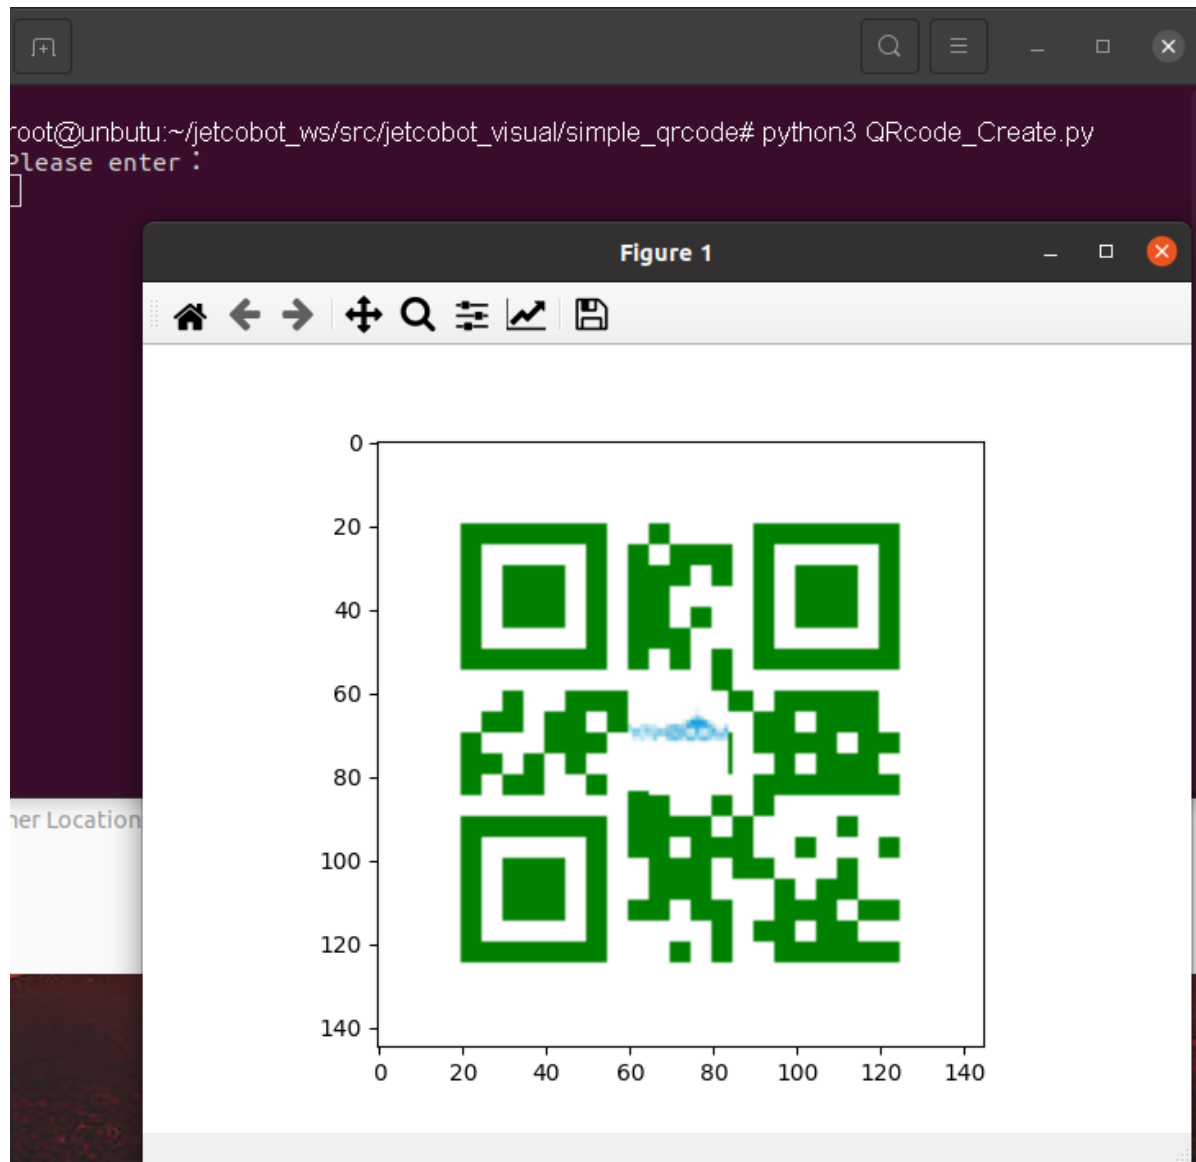 root@unbutu:~/jetcobot_ws/src/jetcobot_visual/simple_qrcode# python3 QRcode_Create.py
Please enter：
Figure 1
0
20
40
60
80
100
120
140
0 20 40 60 80 100 120 140
YAHBOOM
ner Location